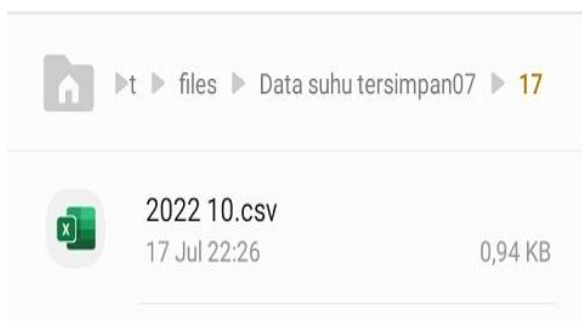 t files Data suhu tersimpan07 17
2022 10.csv
17 Jul 22:26 0,94 KB